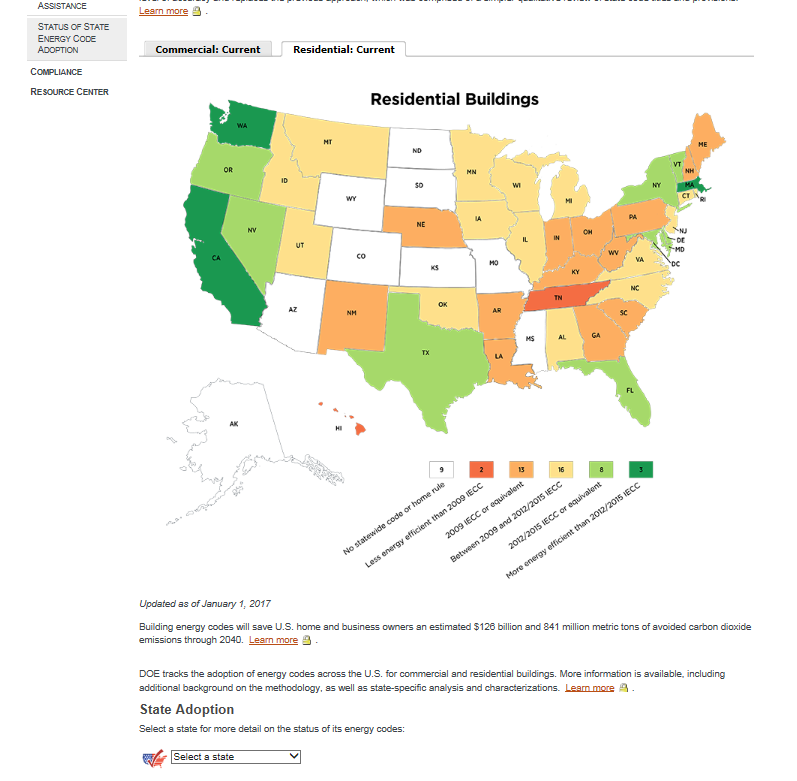 ASSISTANCE
Learn more .
STATUS OF STATE
ENERGY CODE
ADOPTION
COMPLIANCE
RESOURCE CENTER
Commercial: Current
Residential: Current
Residential Buildings
WA
OR
CA
NV
ID
MT
WY
UT
CO
AZ
NM
ND
SD
NE
KS
OK
TX
MN
IA
MO
AR
LA
WI
IL
MI
IN
OH
KY
TN
MS
AL
GA
FL
SC
NC
VA
WV
PA
NY
VT
NH
ME
MA
CT
RI
NJ
DE
MD
DC
AK
HI
9
2
13
16
8
3
No statewide code or home rule
Less energy efficient than 2009 IECC
2009 IECC or equivalent
Between 2009 and 2012/2015 IECC
2012/2015 IECC or equivalent
More energy efficient than 2012/2015 IECC
Updated as of January 1, 2017
Building energy codes will save U.S. home and business owners an estimated $126 billion and 841 million metric tons of avoided carbon dioxide
emissions through 2040. Learn more .
DOE tracks the adoption of energy codes across the U.S. for commercial and residential buildings. More information is available, including
additional background on the methodology, as well as state-specific analysis and characterizations. Learn more .
State Adoption
Select a state for more detail on the status of its energy codes:
Select a state